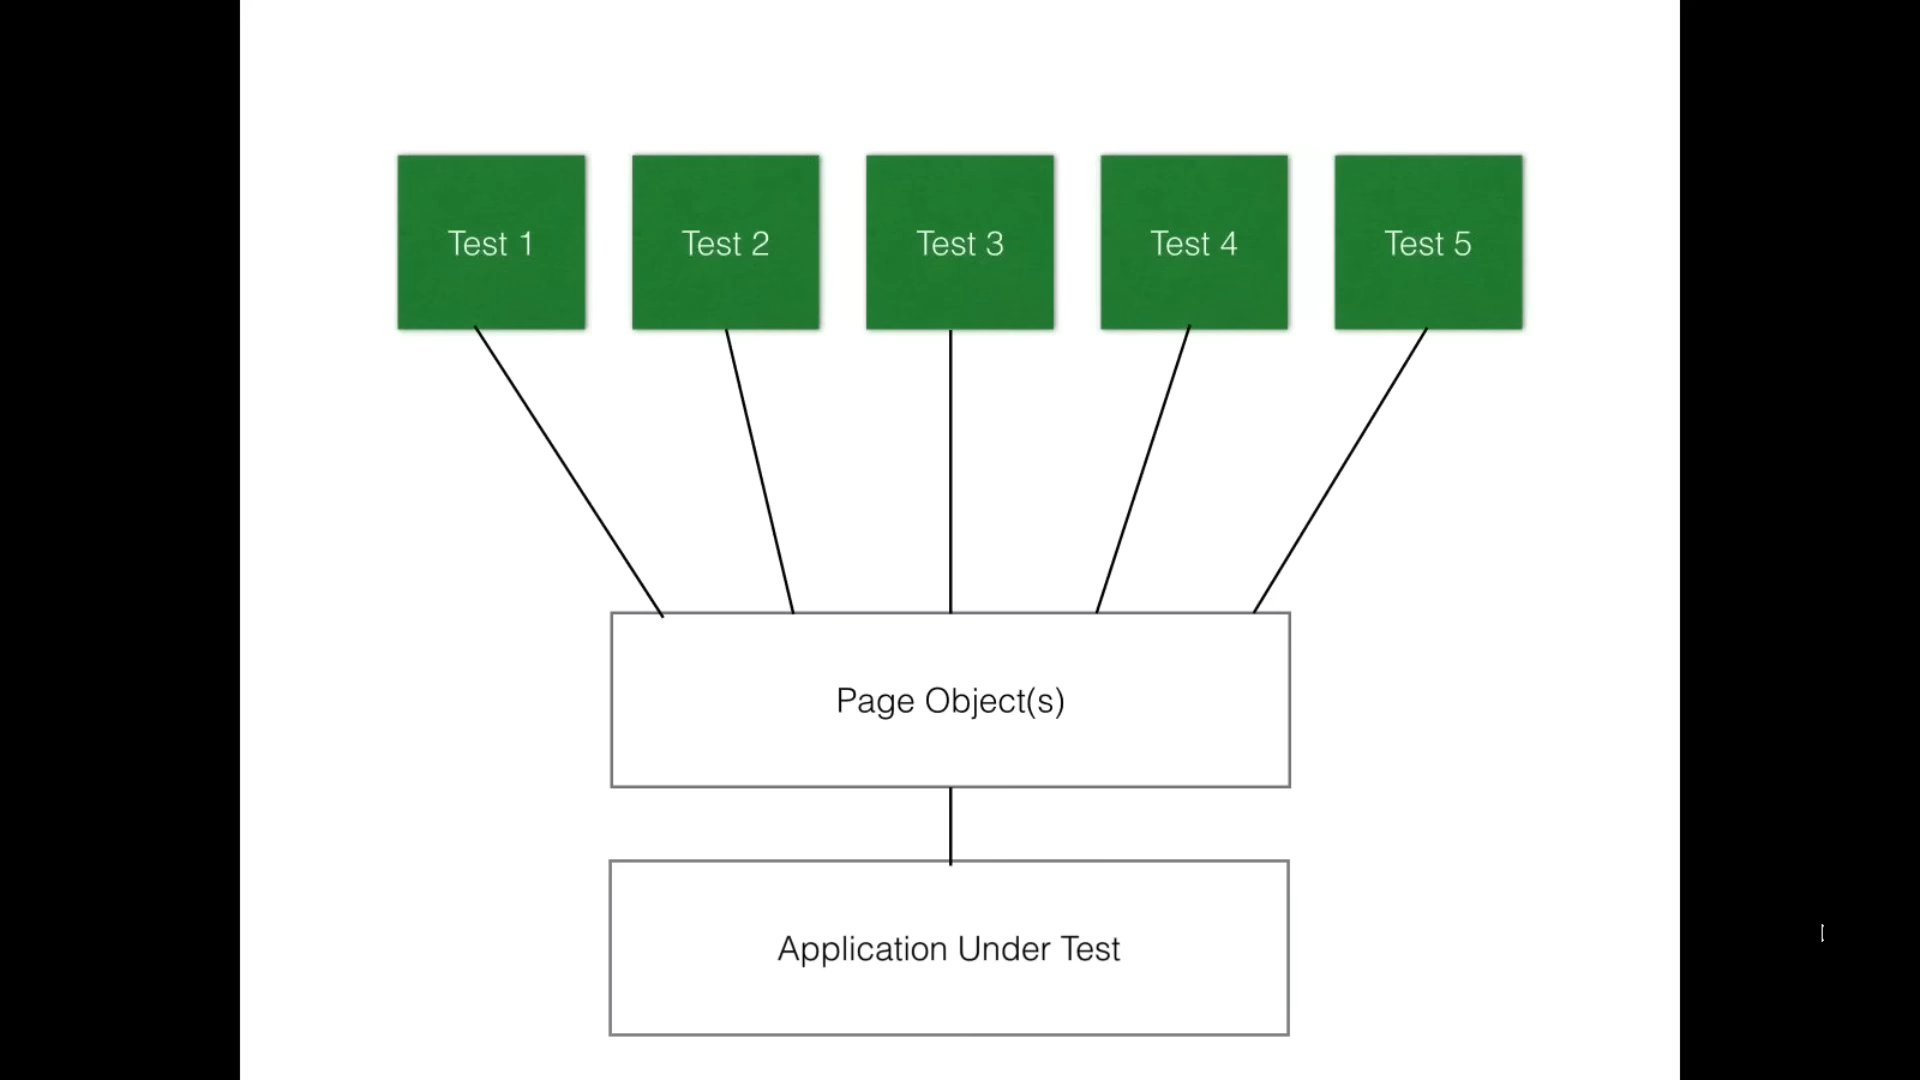 Test 1
Test 2
Test 3
Test 4
Test 5
Page Object(s)
Application Under Test